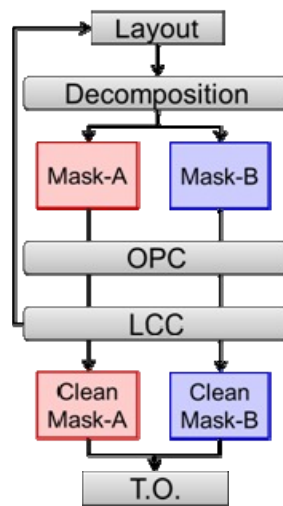 Layout
Decomposition
Mask-A
Mask-B
OPC
LCC
Clean
Mask-A
Clean
Mask-B
T.O.